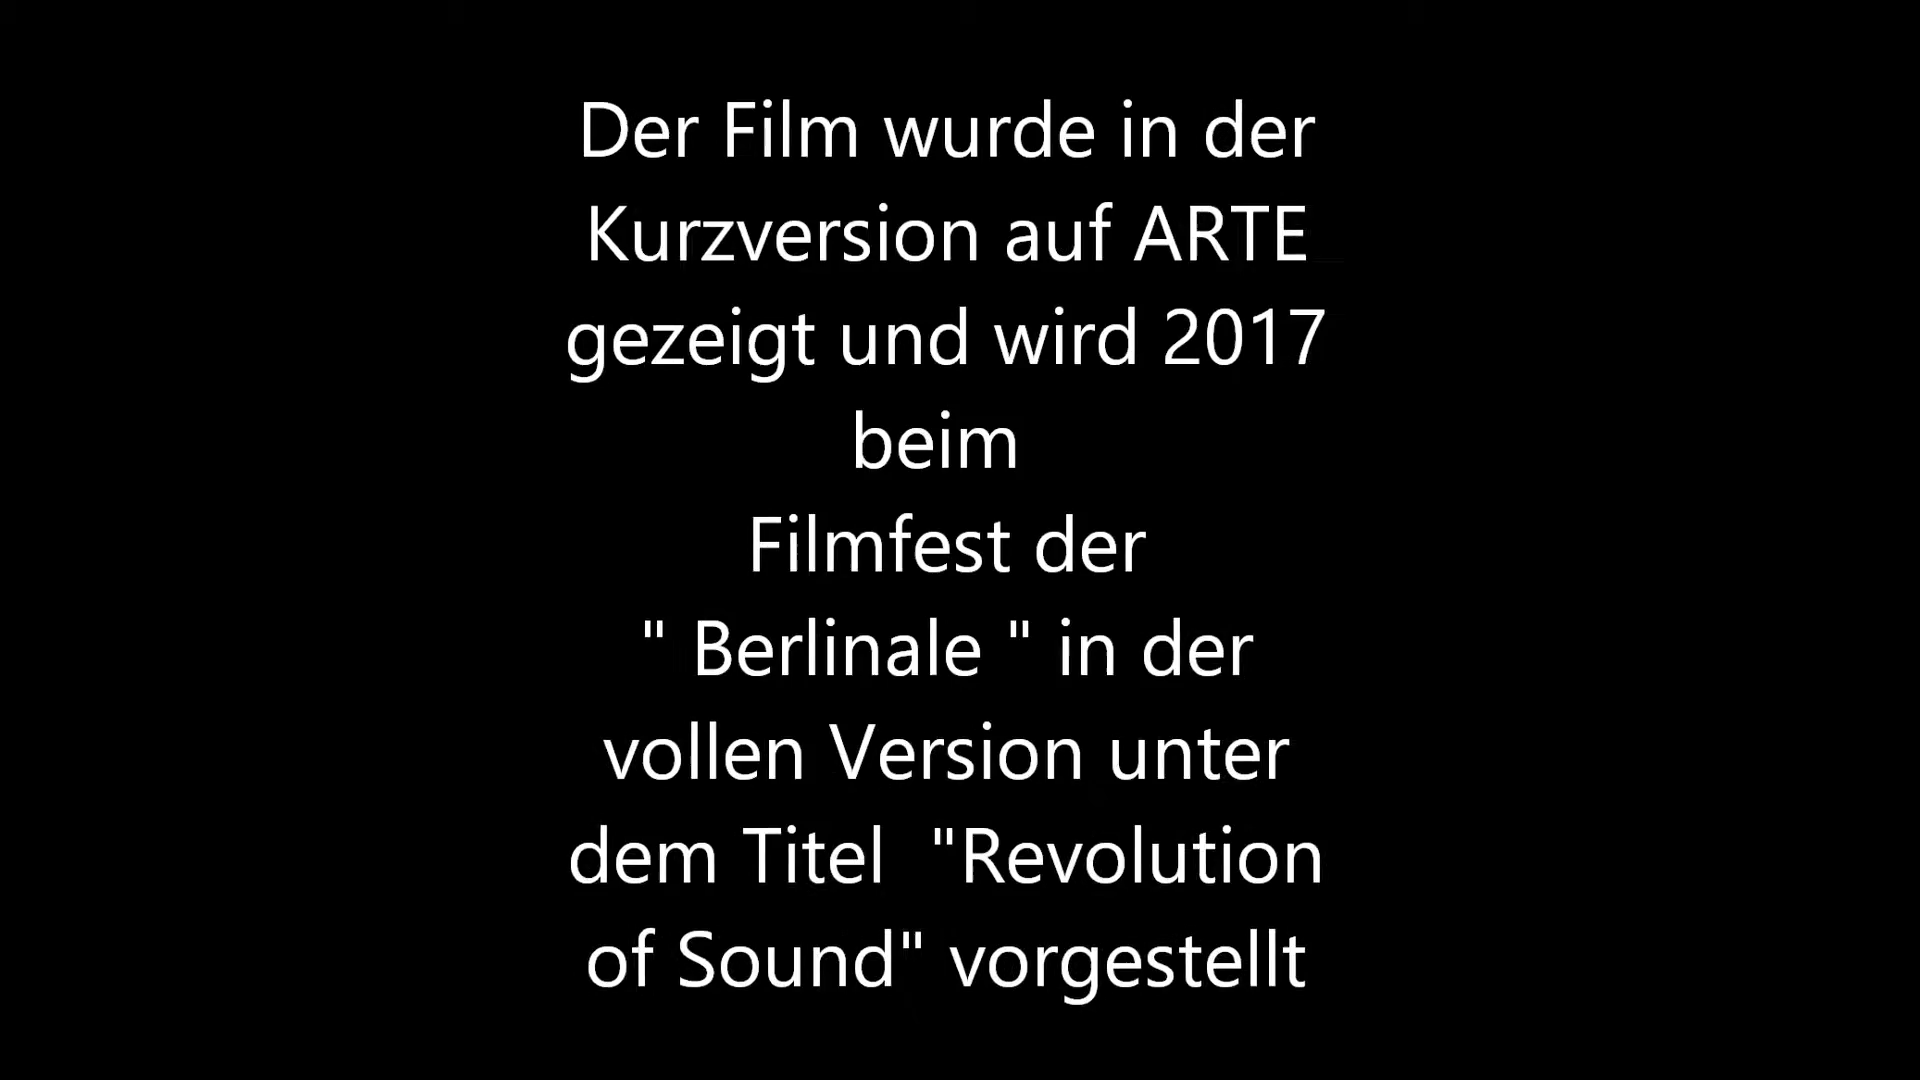 Der Film wurde in der
Kurzversion auf ARTE
gezeigt und wird 2017
beim
Filmfest der
" Berlinale " in der
vollen Version unter
dem Titel  "Revolution
of Sound" vorgestellt